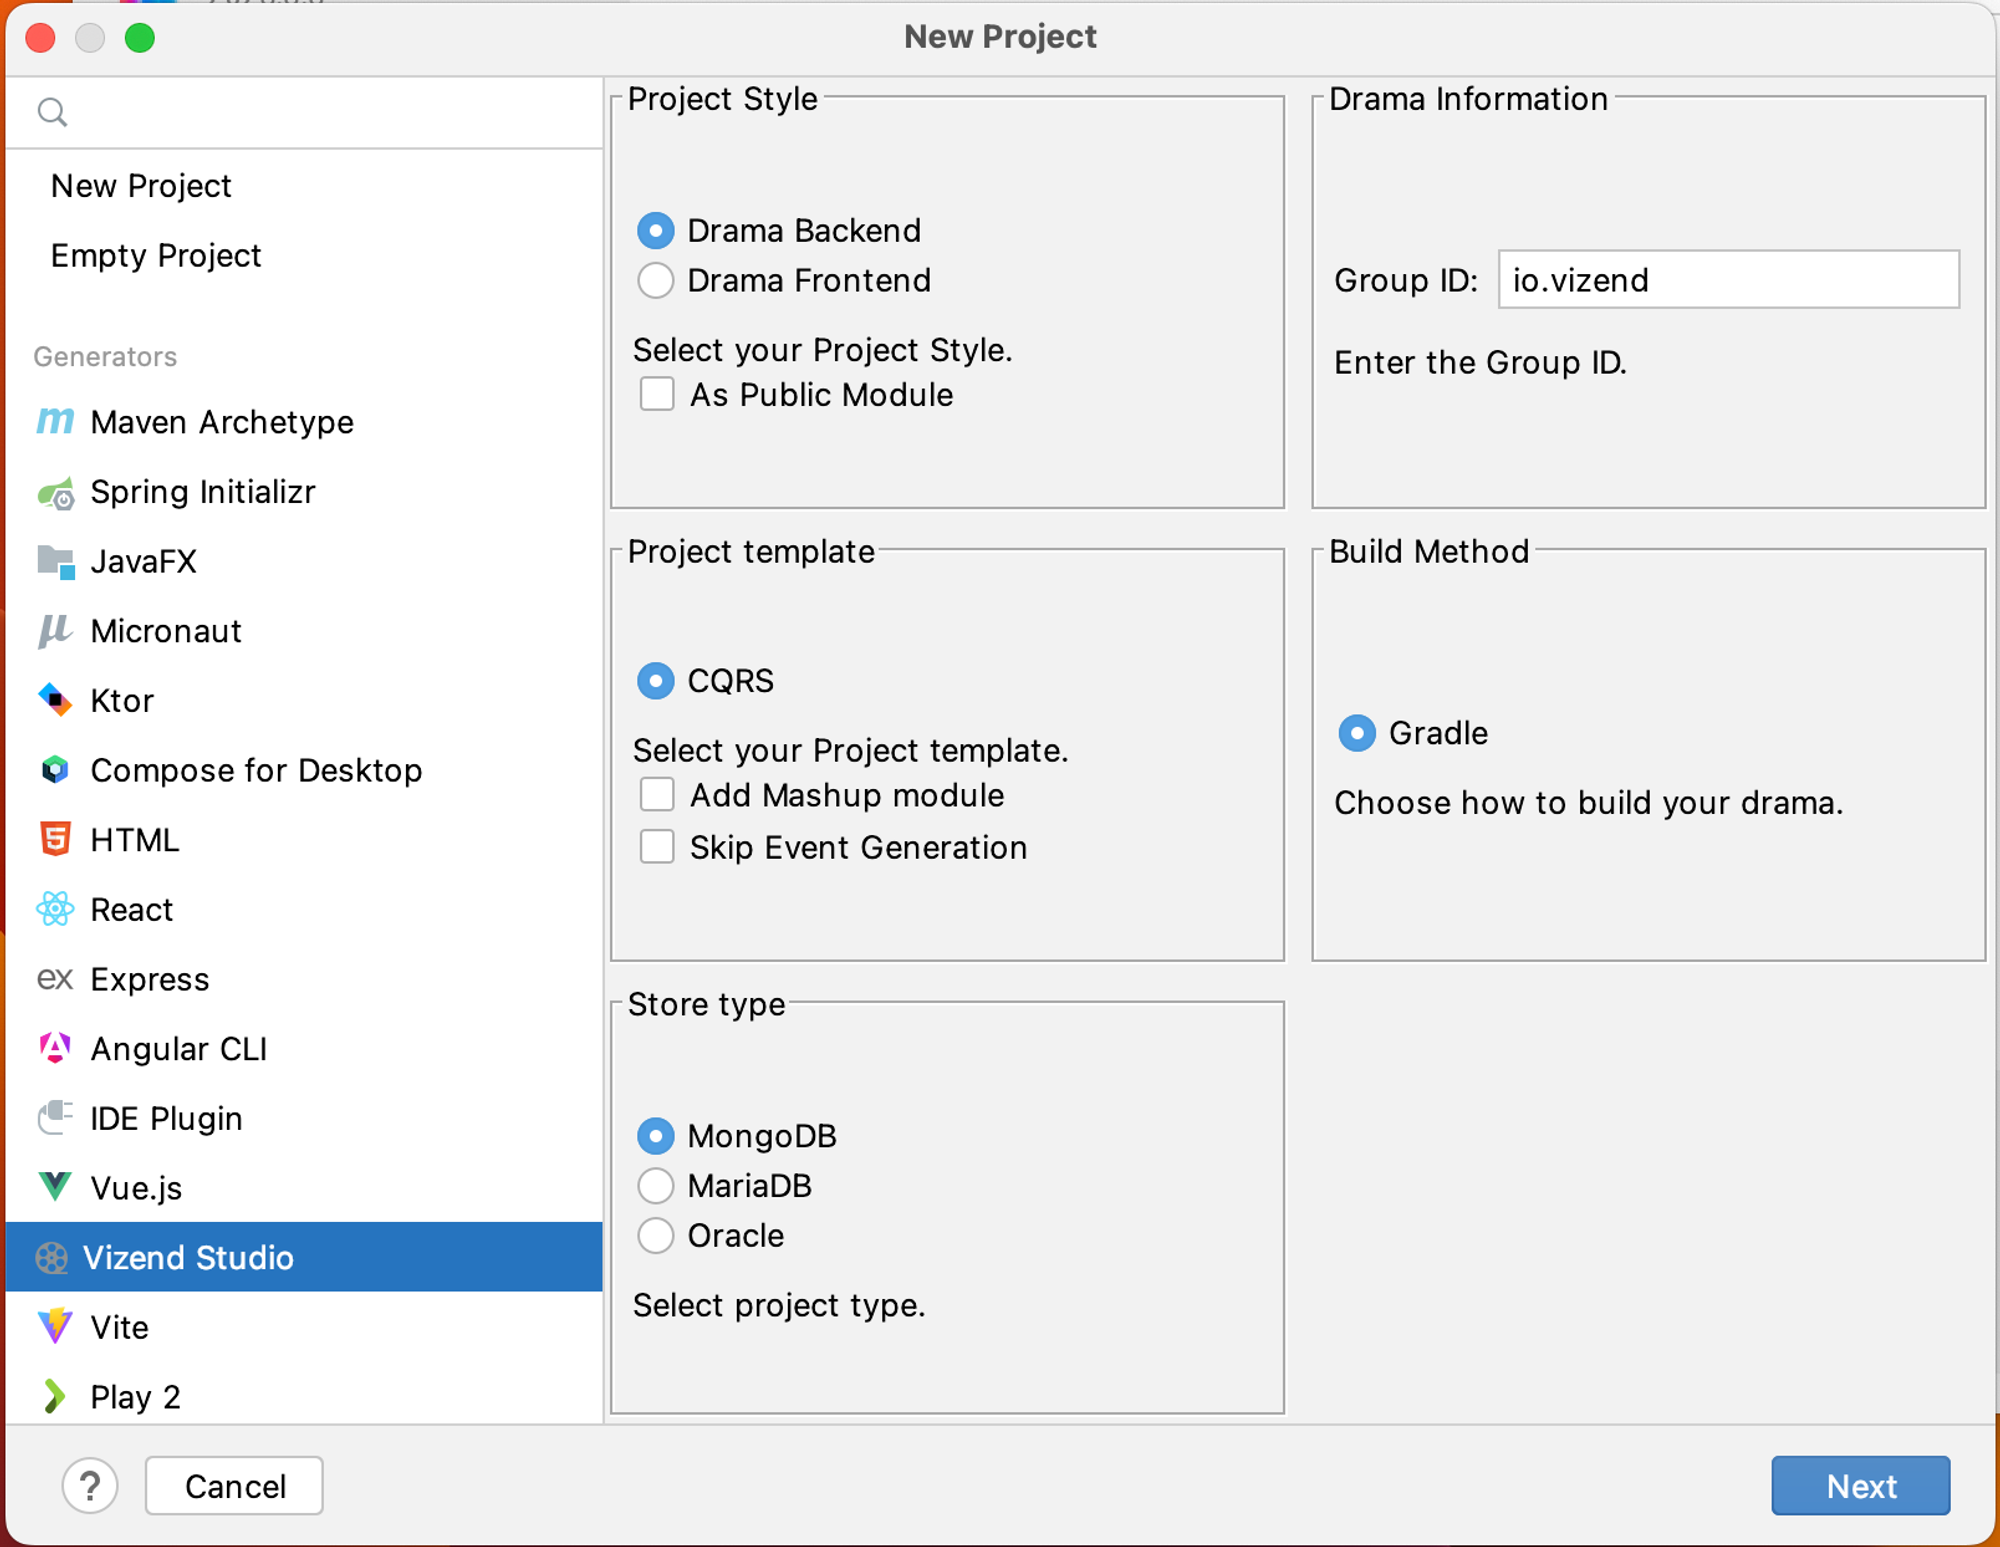 New Project
New Project
Empty Project
Generators
Maven Archetype
Spring Initializr
JavaFX
Micronaut
Ktor
Compose for Desktop
HTML
React
ex Express
Angular CLI
IDE Plugin
Vue.js
Vizend Studio
Vite
Play 2
Project Style
Drama Backend
Drama Frontend
Select your Project Style.
As Public Module
Drama Information
Group ID: io.vizend
Enter the Group ID.
Project template
CQRS
Select your Project template.
Add Mashup module
Skip Event Generation
Build Method
Gradle
Choose how to build your drama.
Store type
MongoDB
MariaDB
Oracle
Select project type.
? Cancel
Next